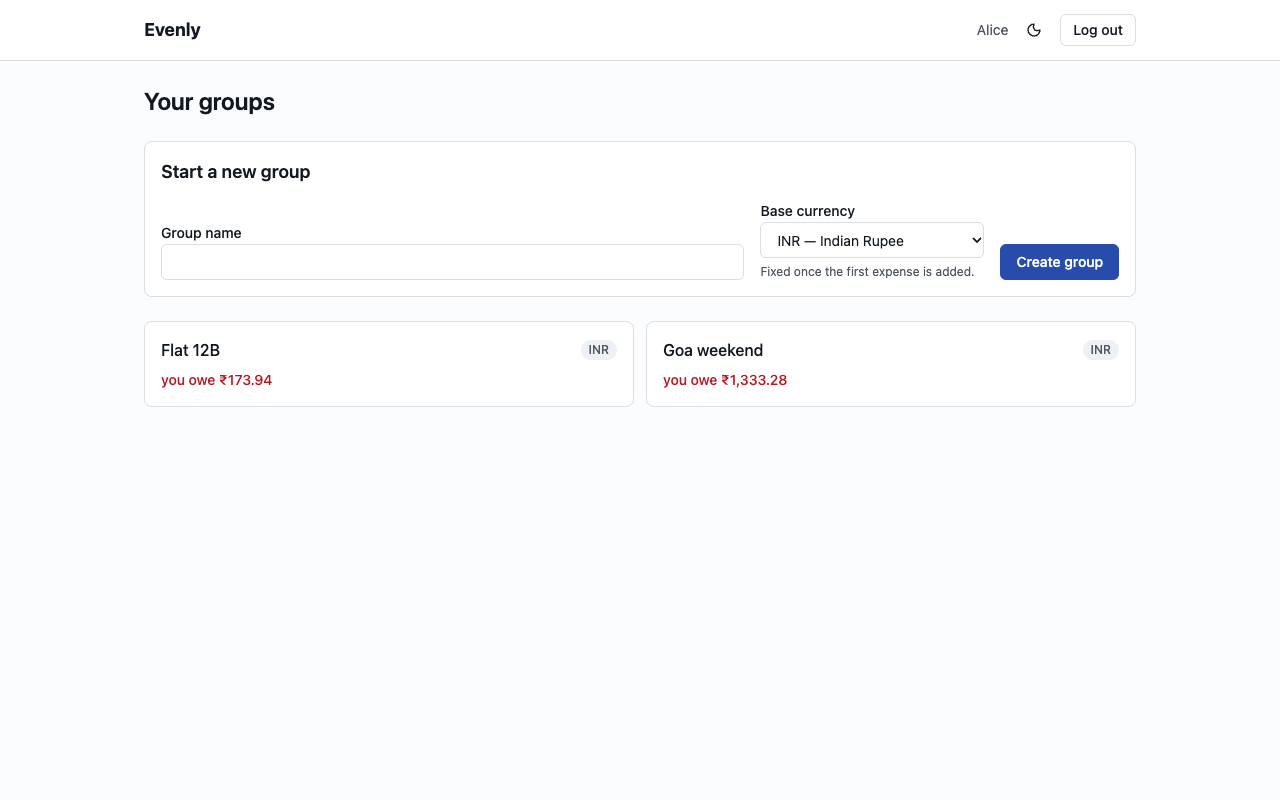 Evenly
Alice
Log out
Your groups
Start a new group
Group name
Base currency
INR — Indian Rupee
Fixed once the first expense is added.
Create group
Flat 12B
INR
you owe ₹173.94
Goa weekend
INR
you owe ₹1,333.28